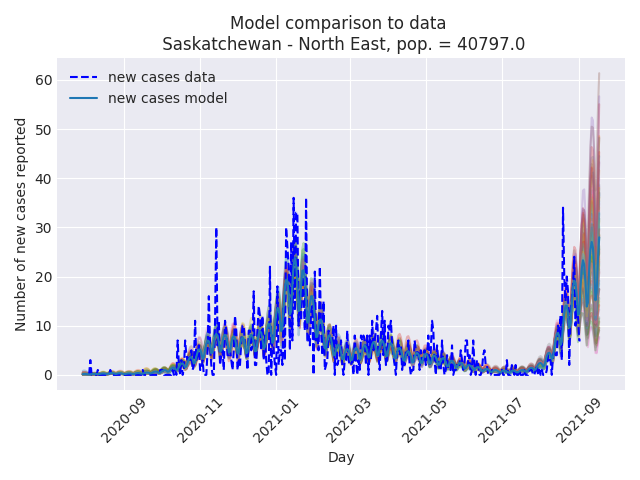 Model comparison to data
Saskatchewan - North East, pop. = 40797.0
new cases data
new cases model
Number of new cases reported
60
50
40
30
20
10
0
2020-09
2020-11
2021-01
2021-03
2021-05
2021-07
2021-09
Day